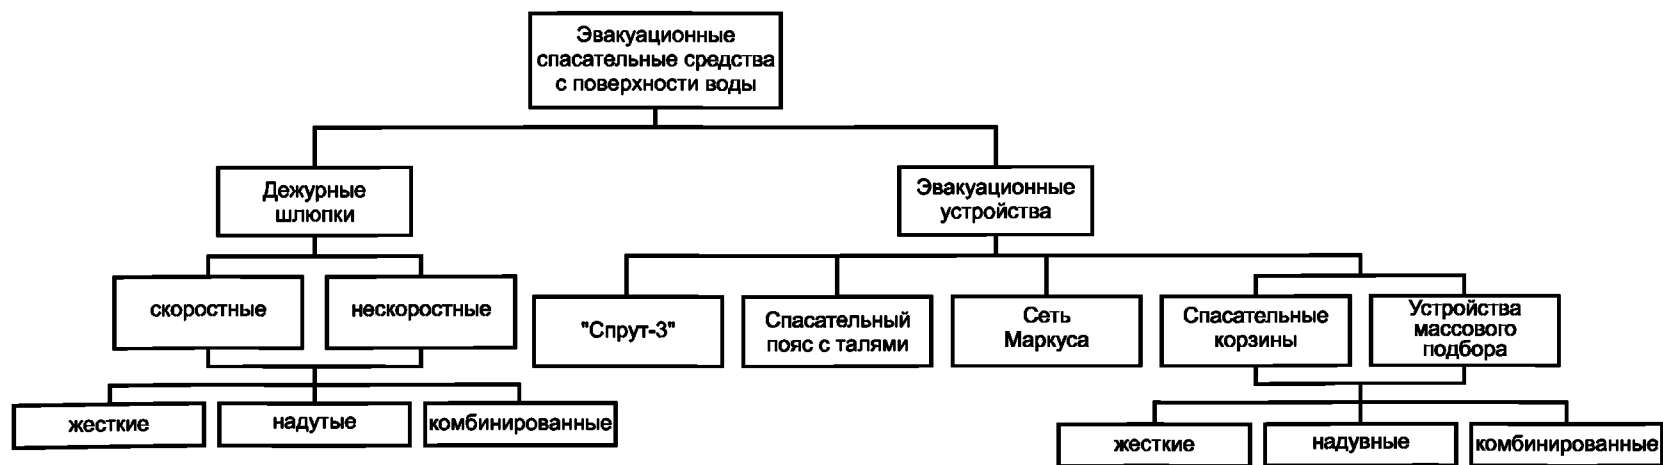 Эвакуационные
спасательные средства
с поверхности воды
Дежурные
шлюпки
Эвакуационные
устройства
скоростные
нескоростные
"Спрут-3"
Спасательный
пояс с талями
Сеть
Маркуса
Спасательные
корзины
Устройства
массового
подбора
жесткие
надутые
комбинированные
жесткие
надувные
комбинированные